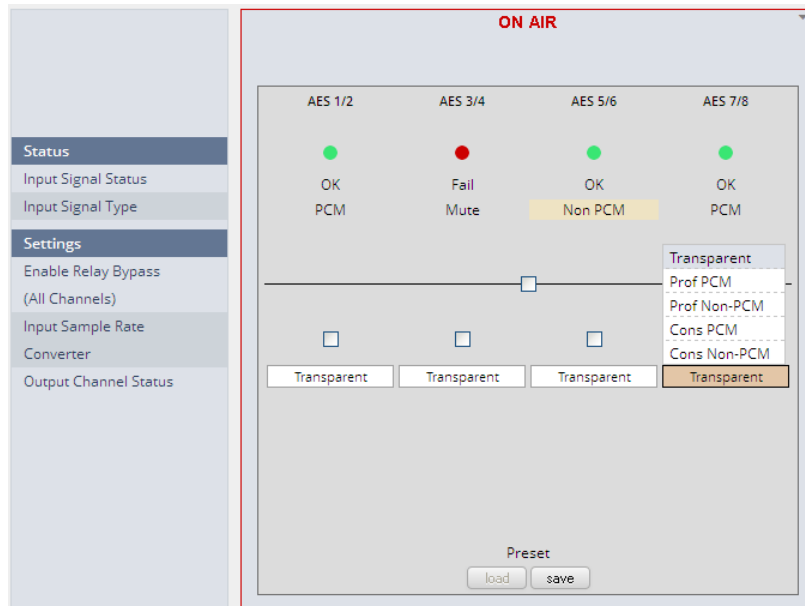 ON AIR
AES 1/2 AES 3/4 AES 5/6 AES 7/8
Status
Input Signal Status OK Fail OK OK
Input Signal Type PCM Mute Non PCM PCM
Settings
Enable Relay Bypass
(All Channels)
Input Sample Rate
Converter
Output Channel Status
Transparent
Prof PCM
Prof Non-PCM
Cons PCM
Cons Non-PCM
Transparent Transparent Transparent Transparent
Preset
load save